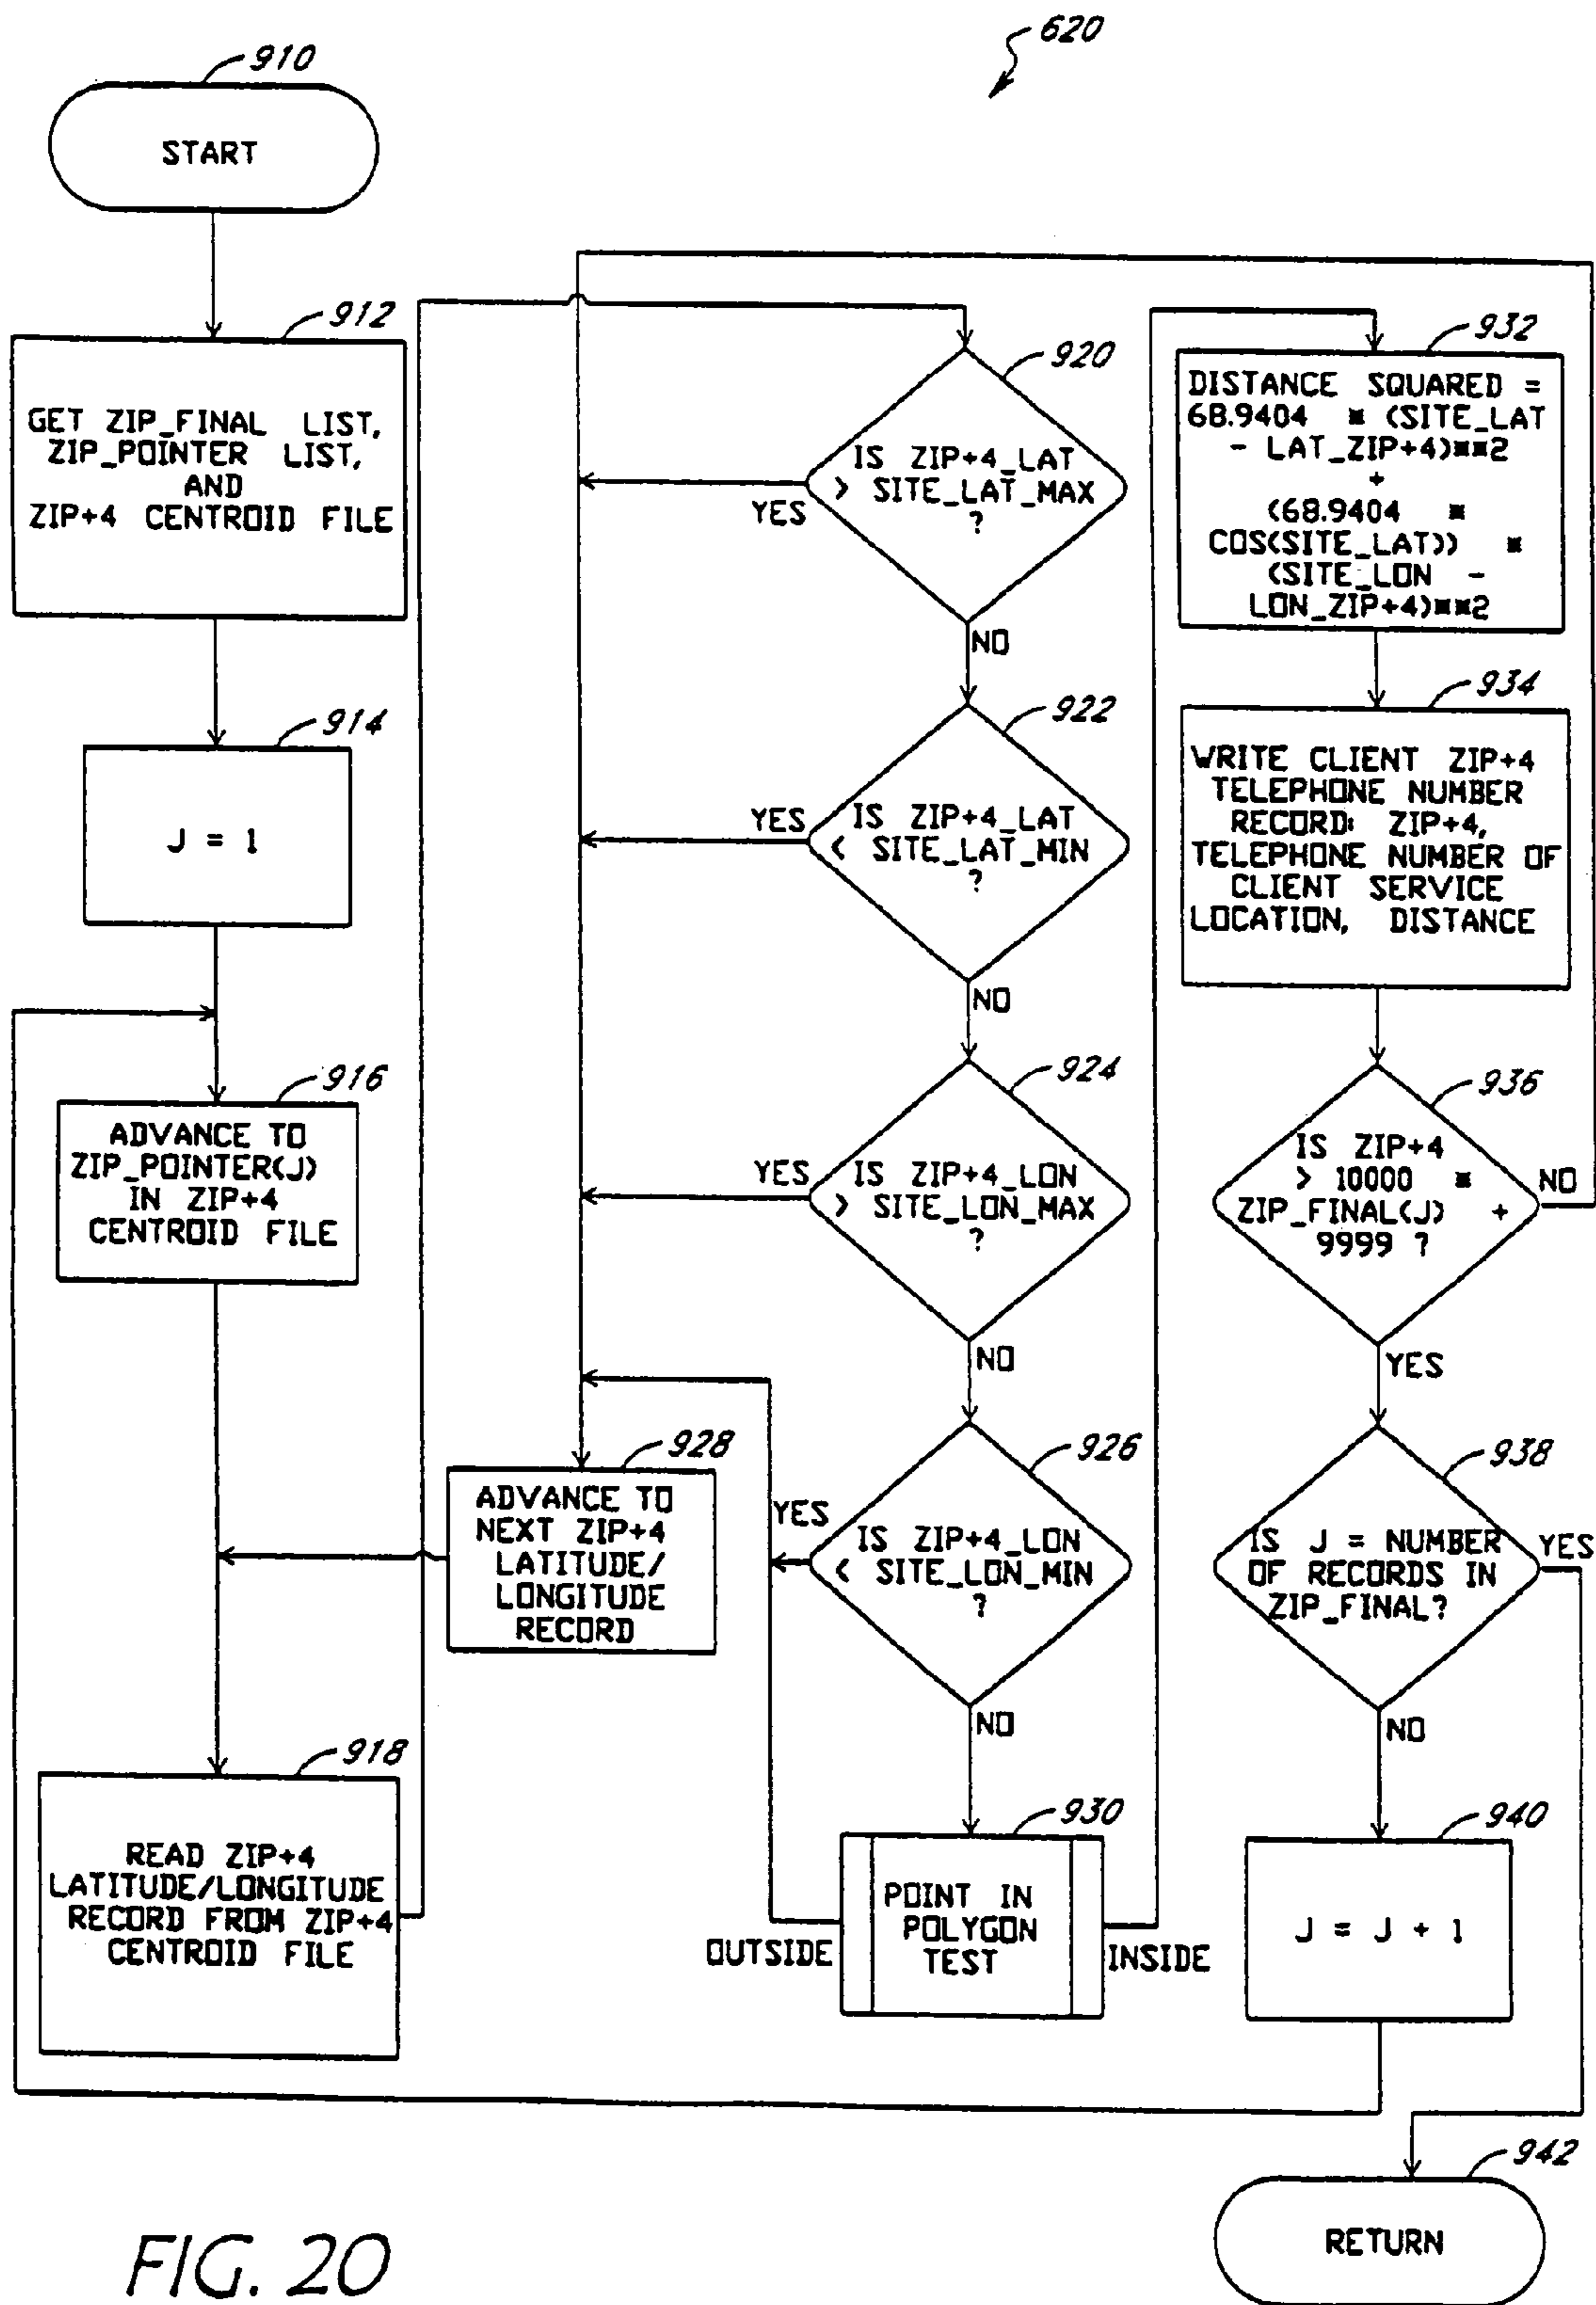 620
910
START
912
GET ZIP_FINAL LIST,
ZIP_POINTER LIST,
AND
ZIP+4 CENTROID FILE
914
J = 1
916
ADVANCE TO
ZIP_POINTER(J)
IN ZIP+4
CENTROID FILE
918
READ ZIP+4
LATITUDE/LONGITUDE
RECORD FROM ZIP+4
CENTROID FILE
920
IS ZIP+4_LAT
> SITE_LAT_MAX
?
YES
NO
922
IS ZIP+4_LAT
< SITE_LAT_MIN
?
YES
NO
924
IS ZIP+4_LON
> SITE_LON_MAX
?
YES
NO
926
IS ZIP+4_LON
< SITE_LON_MIN
?
YES
NO
928
ADVANCE TO
NEXT ZIP+4
LATITUDE/
LONGITUDE
RECORD
930
POINT IN
POLYGON
TEST
OUTSIDE
INSIDE
932
DISTANCE SQUARED =
68.9404 * (SITE_LAT
- LAT_ZIP+4)**2
+
(68.9404 *
COS(SITE_LAT)) *
(SITE_LON -
LON_ZIP+4)**2
934
WRITE CLIENT ZIP+4
TELEPHONE NUMBER
RECORD: ZIP+4,
TELEPHONE NUMBER OF
CLIENT SERVICE
LOCATION, DISTANCE
936
IS ZIP+4
> 10000 *
ZIP_FINAL(J) +
9999 ?
NO
YES
938
IS J = NUMBER
OF RECORDS IN
ZIP_FINAL?
YES
NO
940
J = J + 1
942
RETURN
FIG. 20